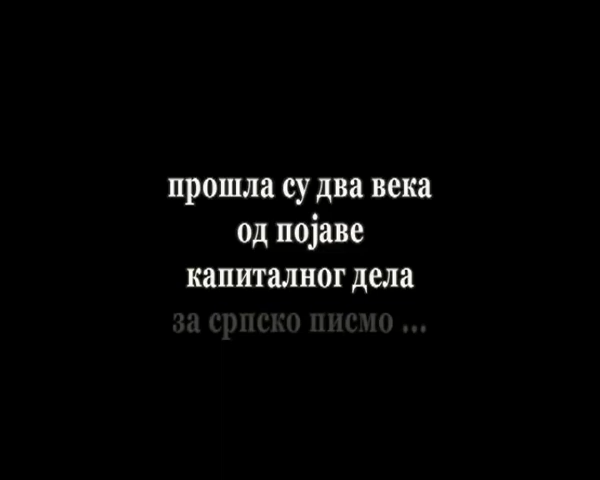 прошла су два века
од појаве
капиталног дела
за српско писмо ...